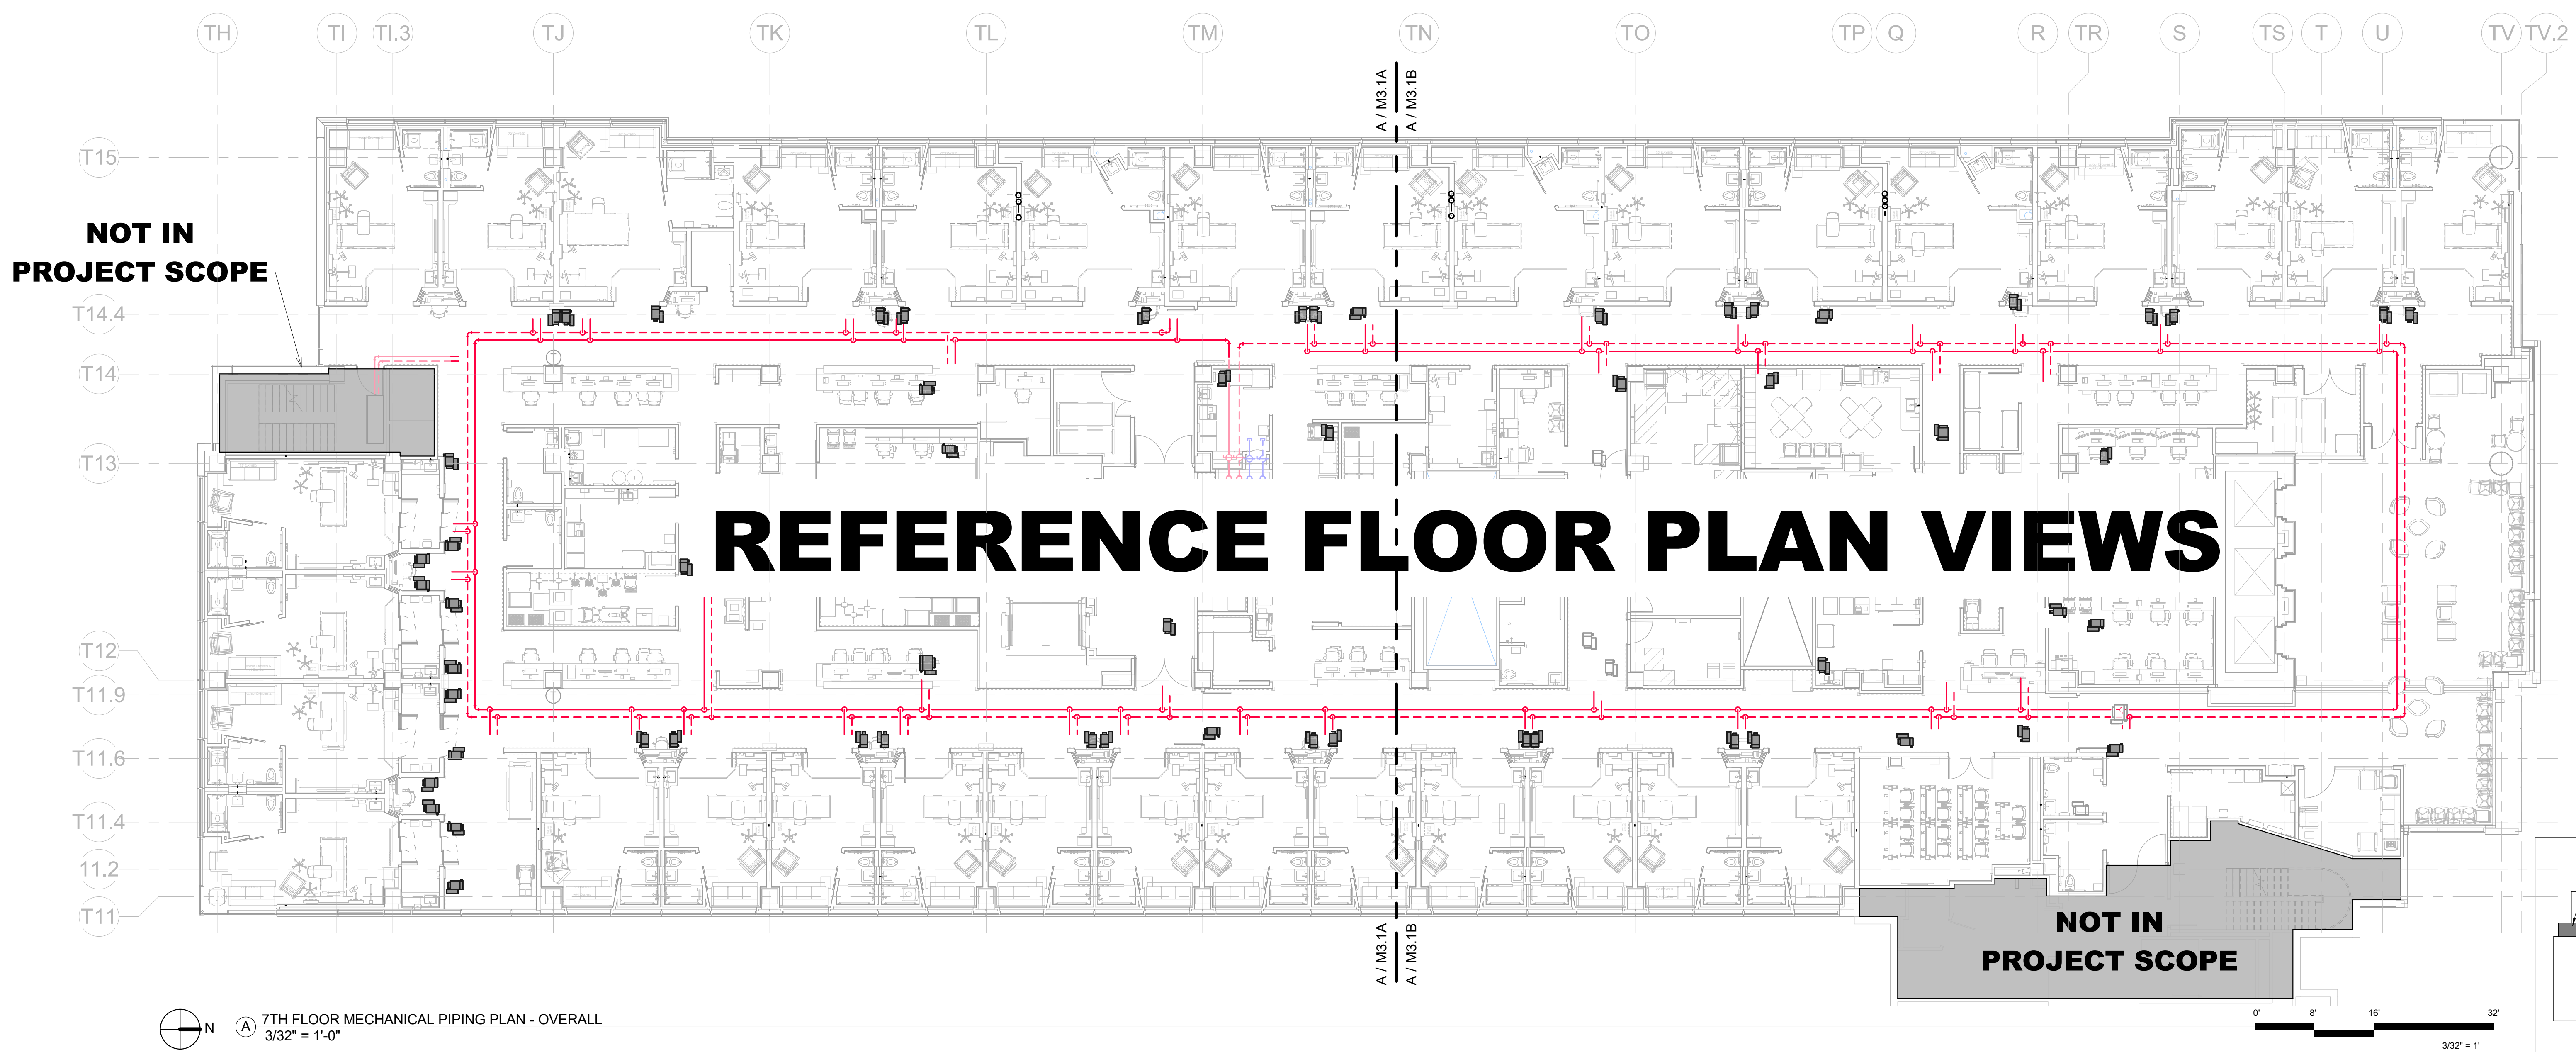 TH TI TI.3 TJ TK TL TM TN TO TP Q R TR S TS T U TV TV.2
A / M3.1A
A / M3.1B
T15
NOT IN
PROJECT SCOPE
T14.4
T14
T
T13
REFERENCE FLOOR PLAN VIEWS
T12
T11.9
T
T11.6
T11.4
11.2
T11
NOT IN
PROJECT SCOPE
A / M3.1A
A / M3.1B
N
A
7TH FLOOR MECHANICAL PIPING PLAN - OVERALL
3/32" = 1'-0"
0' 8' 16' 32'
3/32" = 1'